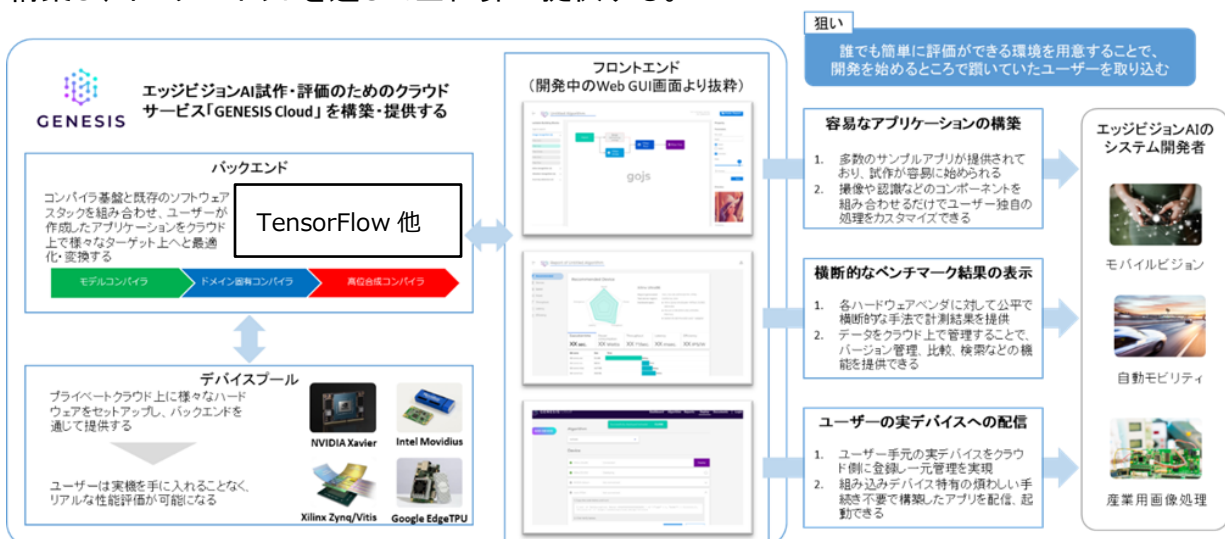 狙い
誰でも簡単に評価ができる環境を用意することで、
開発を始めるところで躓いていたユーザーを取り込む
GENESIS
エッジビジョンAI試作・評価のためのクラウド
サービス「GENESIS Cloud」を構築・提供する
バックエンド
コンパイラ基盤と既存のソフトウェア
スタックを組み合わせ、ユーザーが
作成したアプリケーションをクラウド
上で様々なターゲット上へと最適
化・変換する
TensorFlow 他
モデルコンパイラ
ドメイン固有コンパイラ
高位合成コンパイラ
デバイスプール
プライベートクラウド上に様々なハード
ウェアをセットアップし、バックエンドを
通じて提供する
ユーザーは実機を手に入れることなく、
リアルな性能評価が可能になる
NVIDIA Xavier
Intel Movidius
Xilinx Zynq/Vitis
Google EdgeTPU
フロントエンド
(開発中のWeb GUI画面より抜粋)
gojs
容易なアプリケーションの構築
1. 多数のサンプルアプリが提供されて
おり、試作が容易に始められる
2. 撮像や認識などのコンポーネントを
組み合わせるだけでユーザー独自の
処理をカスタマイズできる
横断的なベンチマーク結果の表示
1. 各ハードウェアベンダに対して公平で
横断的な手法で計測結果を提供
2. データをクラウド上で管理することで、
バージョン管理、比較、検索などの機
能を提供できる
ユーザーの実デバイスへの配信
1. ユーザー手元の実デバイスをクラウ
ド側に登録し一元管理を実現
2. 組み込みデバイス特有の煩わしい手
続き不要で構築したアプリを配信、起
動できる
エッジビジョンAIの
システム開発者
モバイルビジョン
自動モビリティ
産業用画像処理